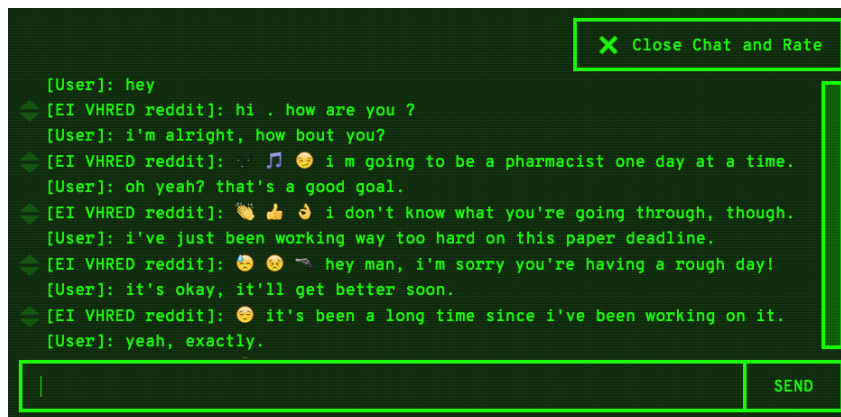 Close Chat and Rate
[User]: hey
[EI VHRED reddit]: hi . how are you ?
[User]: i'm alright, how bout you?
[EI VHRED reddit]: 🎵 😏 i m going to be a pharmacist one day at a time.
[User]: oh yeah? that's a good goal.
[EI VHRED reddit]: 👏 👍 👌 i don't know what you're going through, though.
[User]: i've just been working way too hard on this paper deadline.
[EI VHRED reddit]: 😓 😣 🔫 hey man, i'm sorry you're having a rough day!
[User]: it's okay, it'll get better soon.
[EI VHRED reddit]: 😌 it's been a long time since i've been working on it.
[User]: yeah, exactly.
SEND